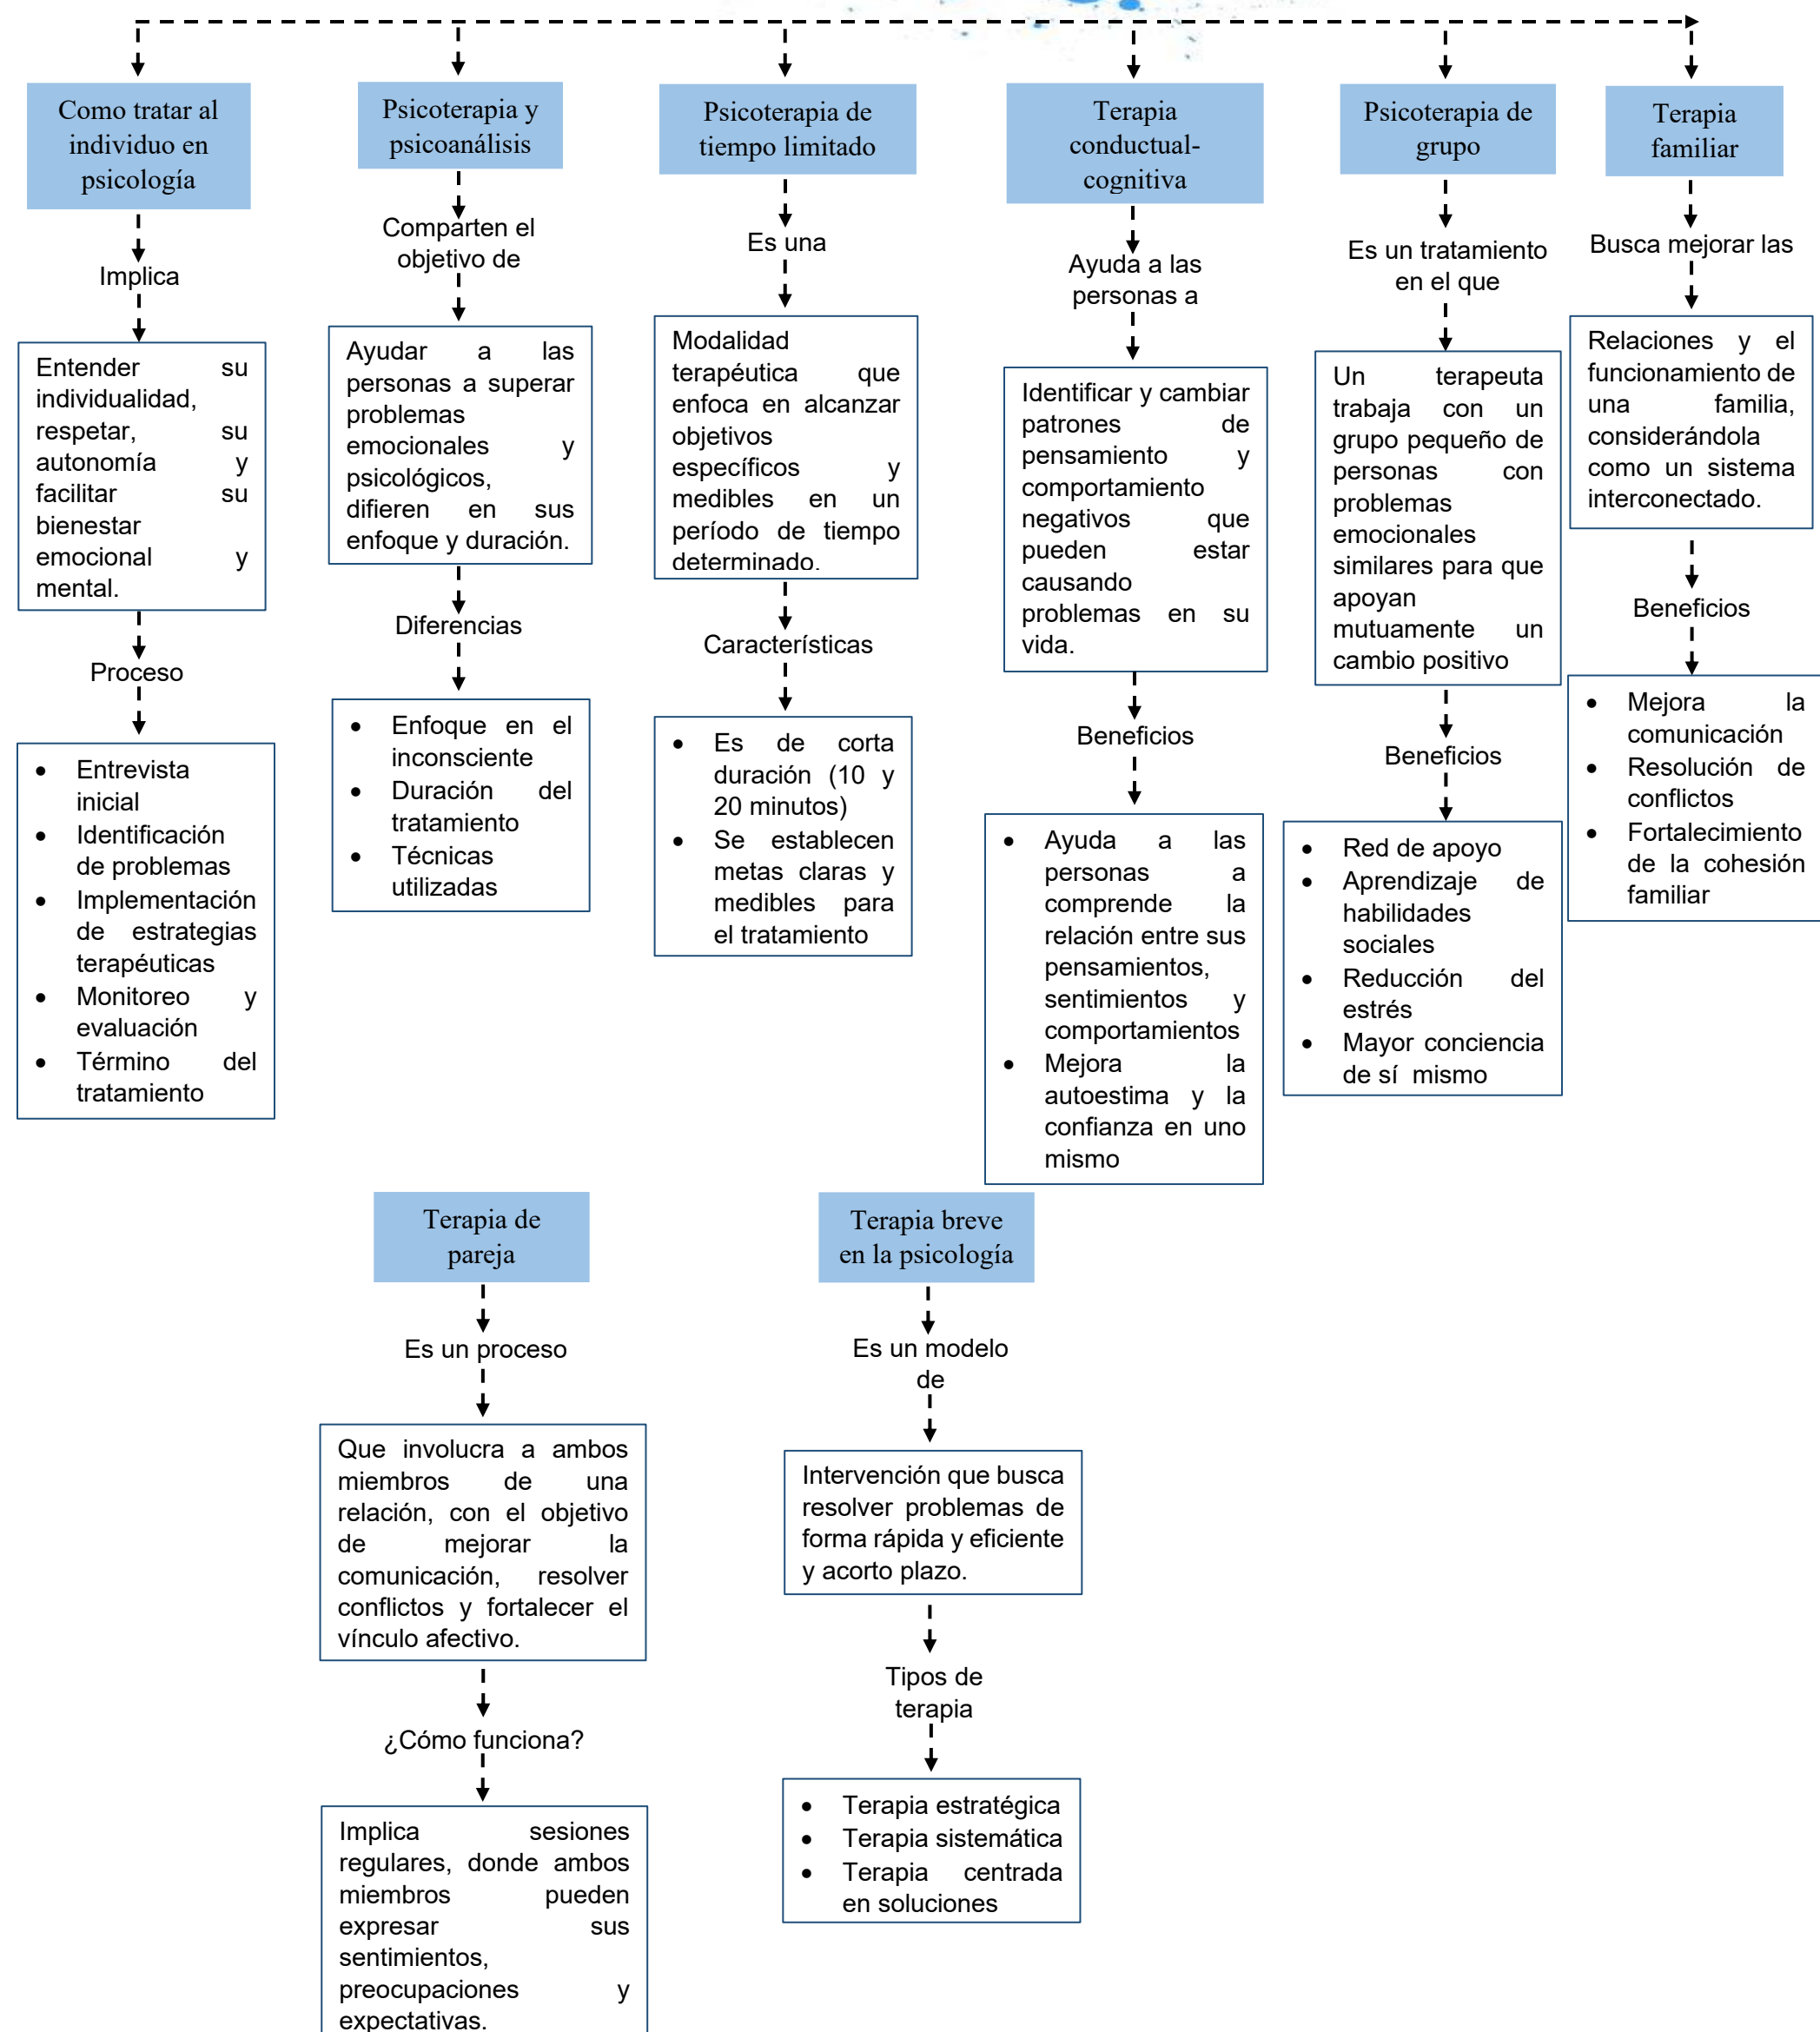 Como tratar al
individuo en
psicología
Implica
Entender su
individualidad,
respetar, su
autonomía y
facilitar su
bienestar
emocional y
mental.
Proceso
• Entrevista
inicial
• Identificación
de problemas
• Implementación
de estrategias
terapéuticas
• Monitoreo y
evaluación
• Término del
tratamiento
Psicoterapia y
psicoanálisis
Comparten el
objetivo de
Ayudar a las
personas a superar
problemas
emocionales y
psicológicos,
difieren en sus
enfoque y duración.
Diferencias
• Enfoque en el
inconsciente
• Duración del
tratamiento
• Técnicas
utilizadas
Psicoterapia de
tiempo limitado
Es una
Modalidad
terapéutica que
enfoca en alcanzar
objetivos
específicos y
medibles en un
período de tiempo
determinado.
Características
• Es de corta
duración (10 y
20 minutos)
• Se establecen
metas claras y
medibles para
el tratamiento
Terapia
conductual-
cognitiva
Ayuda a las
personas a
Identificar y cambiar
patrones de
pensamiento y
comportamiento
negativos que
pueden estar
causando
problemas en su
vida.
Beneficios
• Ayuda a las
personas a
comprende la
relación entre sus
pensamientos,
sentimientos y
comportamientos
• Mejora la
autoestima y la
confianza en uno
mismo
Psicoterapia de
grupo
Es un tratamiento
en el que
Un terapeuta
trabaja con un
grupo pequeño de
personas con
problemas
emocionales
similares para que
apoyan
mutuamente un
cambio positivo
Beneficios
• Red de apoyo
• Aprendizaje de
habilidades
sociales
• Reducción del
estrés
• Mayor conciencia
de sí mismo
Terapia
familiar
Busca mejorar las
Relaciones y el
funcionamiento de
una familia,
considerándola
como un sistema
interconectado.
Beneficios
• Mejora la
comunicación
• Resolución de
conflictos
• Fortalecimiento
de la cohesión
familiar
Terapia de
pareja
Es un proceso
Que involucra a ambos
miembros de una
relación, con el objetivo
de mejorar la
comunicación, resolver
conflictos y fortalecer el
vínculo afectivo.
¿Cómo funciona?
Implica sesiones
regulares, donde ambos
miembros pueden
expresar sus
sentimientos,
preocupaciones y
expectativas.
Terapia breve
en la psicología
Es un modelo
de
Intervención que busca
resolver problemas de
forma rápida y eficiente
y acorto plazo.
Tipos de
terapia
• Terapia estratégica
• Terapia sistemática
• Terapia centrada
en soluciones